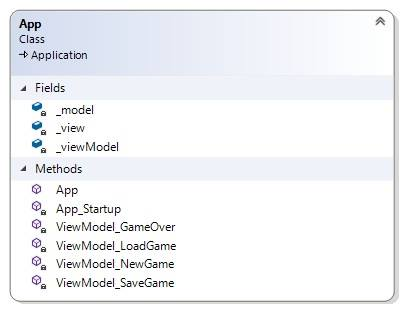 App
Class
Application
Fields
_model
_view
_viewModel
Methods
App
App_Startup
ViewModel_GameOver
ViewModel_LoadGame
ViewModel_NewGame
ViewModel_SaveGame